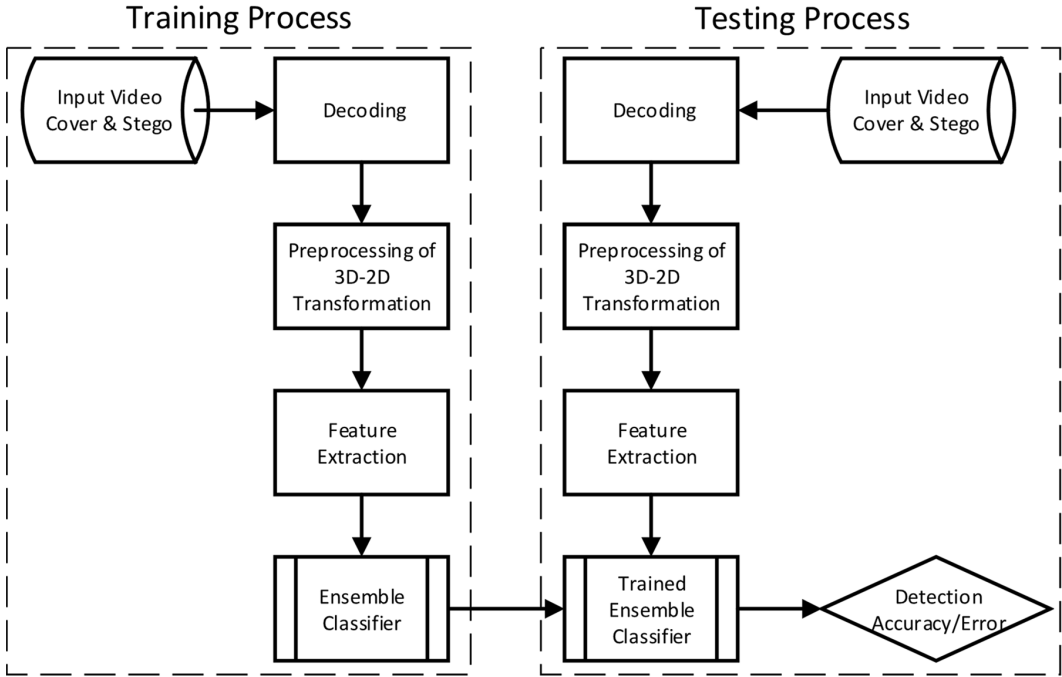 Training Process
Input Video
Cover & Stego
Decoding
Preprocessing of
3D-2D
Transformation
Feature
Extraction
Ensemble
Classifier
Testing Process
Decoding
Input Video
Cover & Stego
Preprocessing of
3D-2D
Transformation
Feature
Extraction
Trained
Ensemble
Classifier
Detection
Accuracy/Error